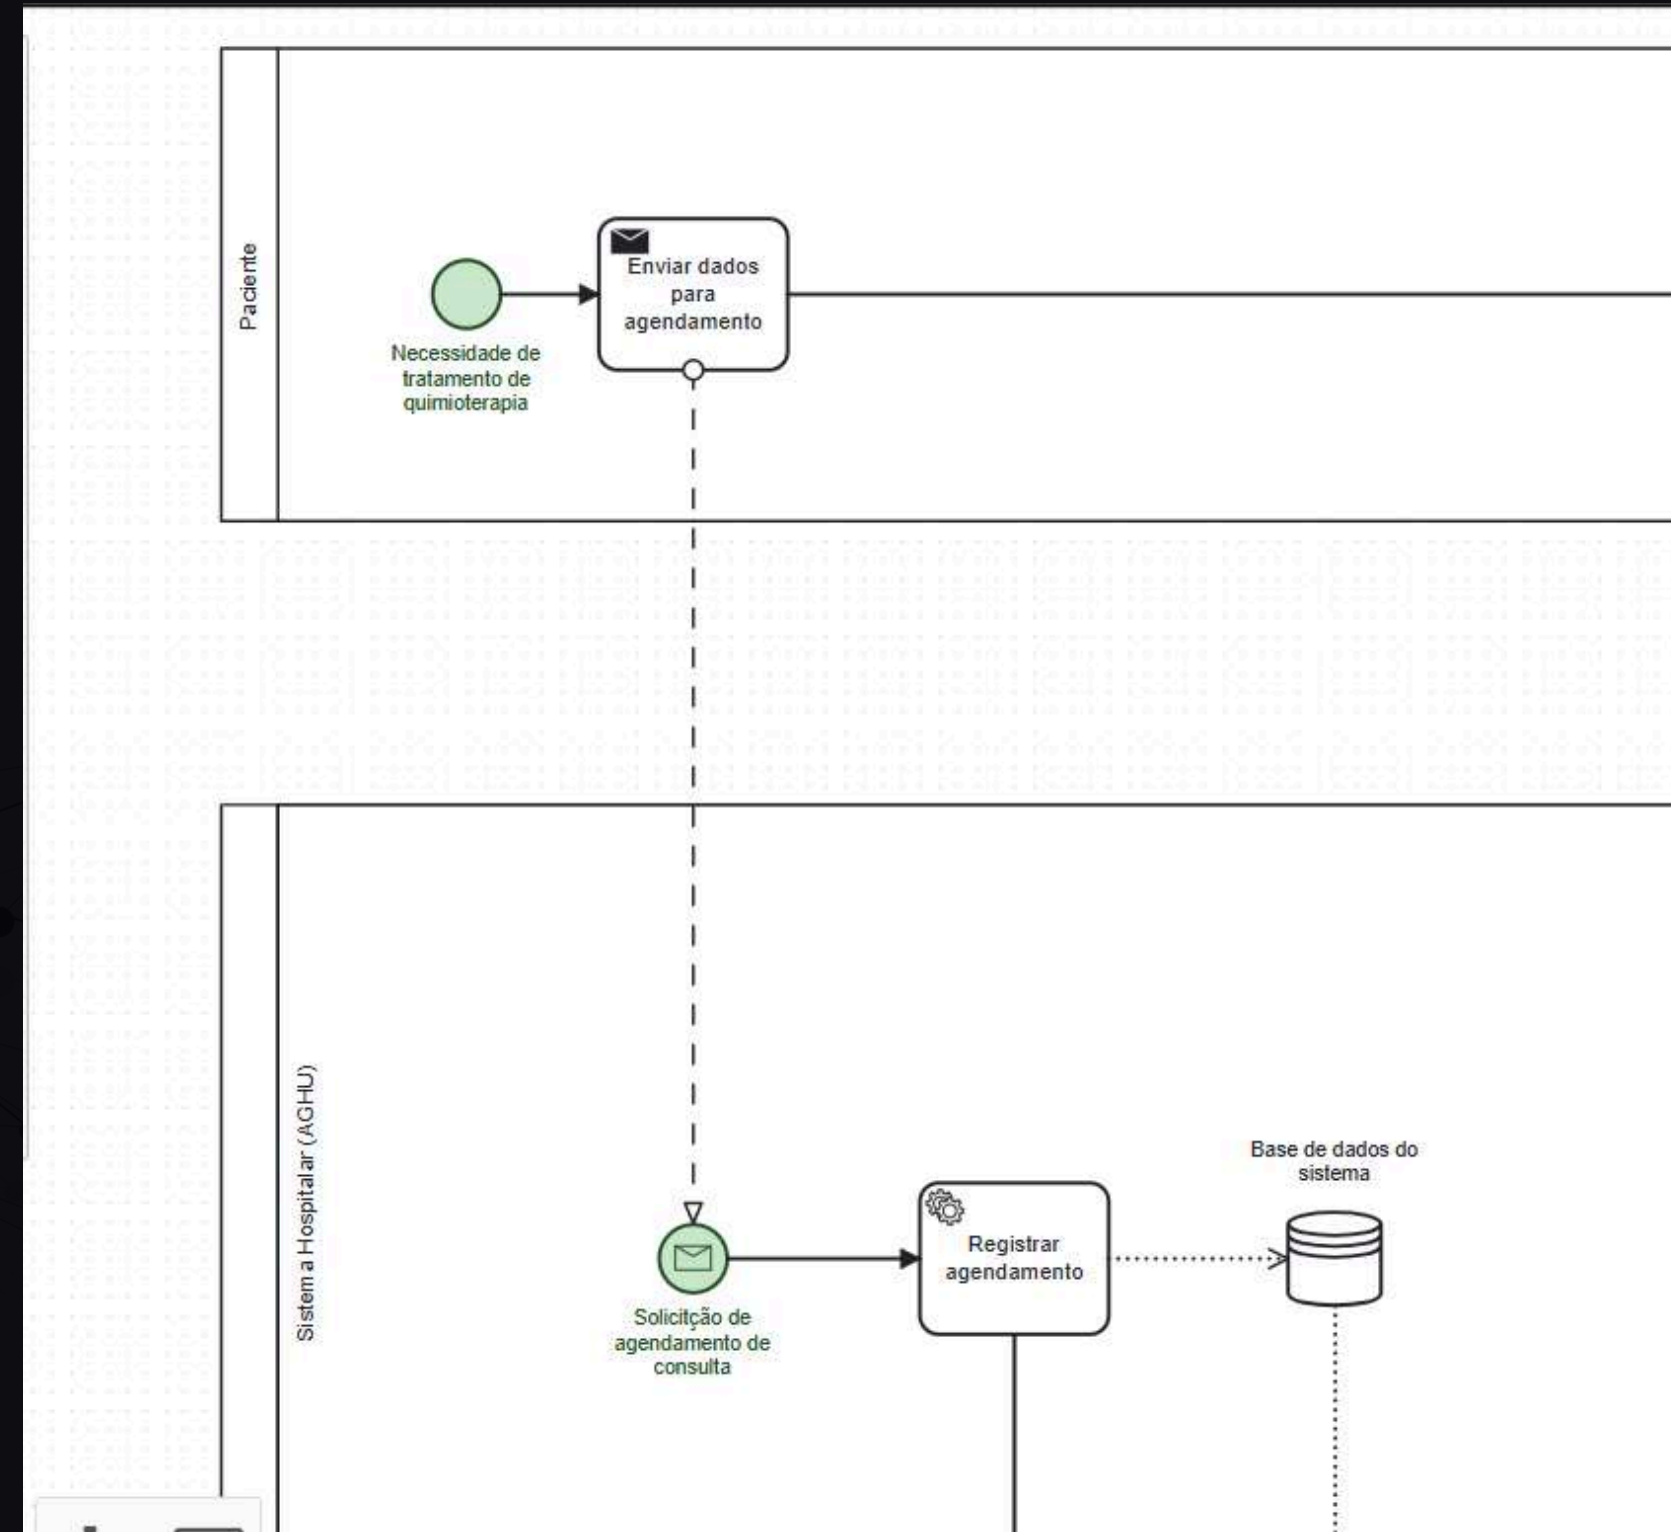 Paciente
Enviar dados
para
agendamento
Necessidade de
tratamento de
quimioterapia
Sistema Hospitalar (AGHU)
Base de dados do
sistema
Registrar
agendamento
Solicitção de
agendamento de
consulta